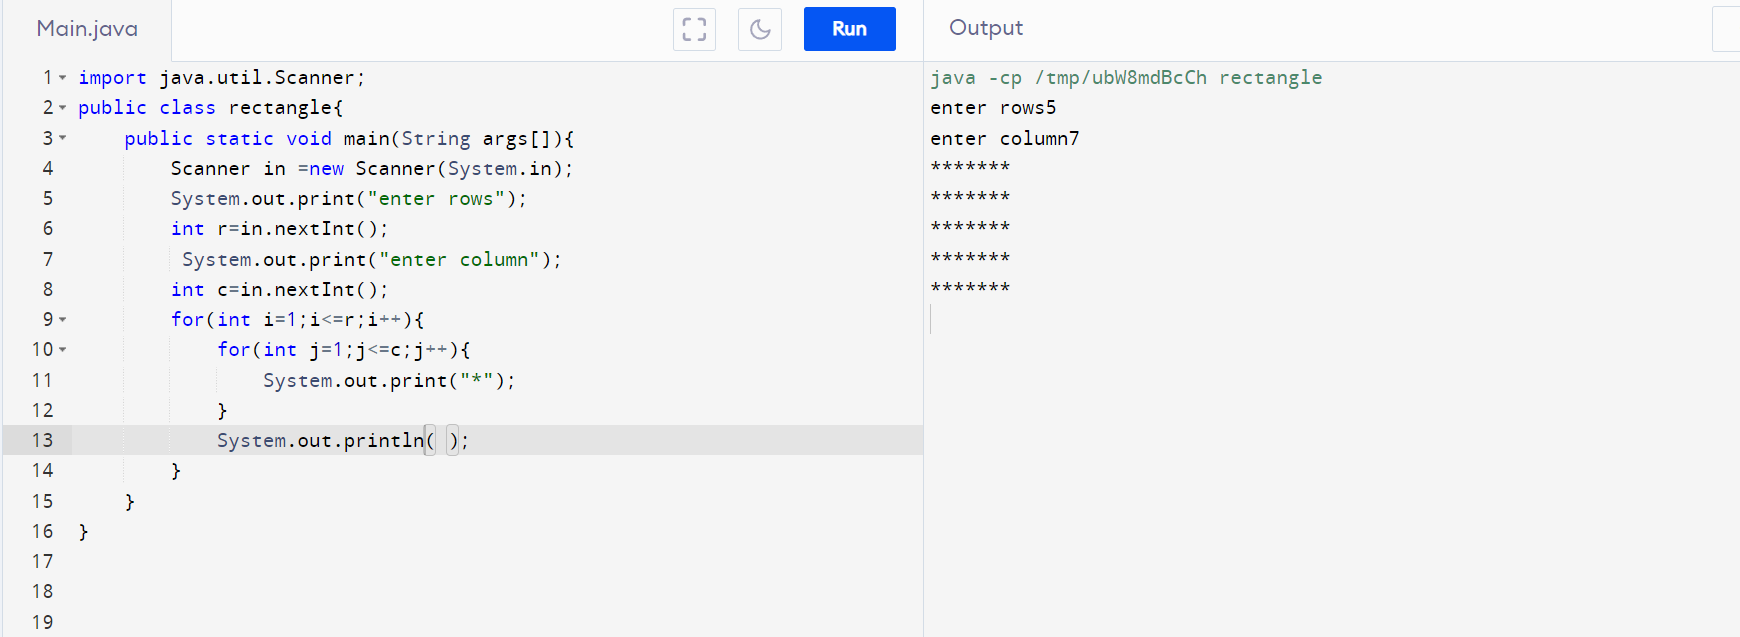 Main.java
Run
1 import java.util.Scanner;
2 public class rectangle{
3     public static void main(String args[]){
4         Scanner in =new Scanner(System.in);
5         System.out.print("enter rows");
6         int r=in.nextInt();
7          System.out.print("enter column");
8         int c=in.nextInt();
9         for(int i=1;i<=r;i++){
10             for(int j=1;j<=c;j++){
11                 System.out.print("*");
12             }
13             System.out.println( );
14         }
15     }
16 }
17
18
19
Output
java -cp /tmp/ubW8mdBcCh rectangle
enter rows5
enter column7
*******
*******
*******
*******
*******